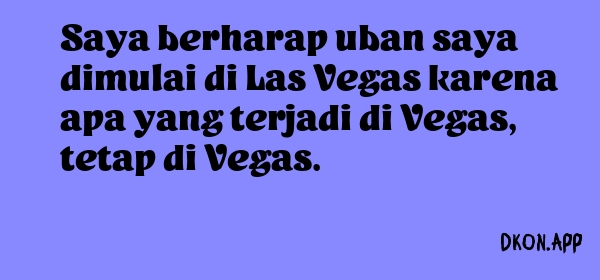 Saya berharap uban saya
dimulai di Las Vegas karena
apa yang terjadi di Vegas,
tetap di Vegas.
DKON.APP